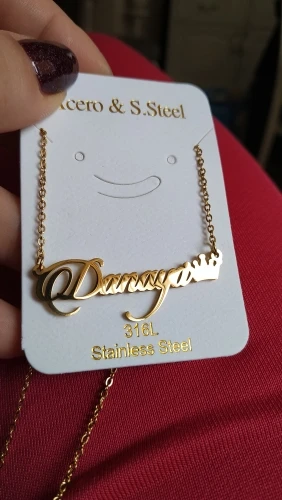 Acero & S.Steel
Danaya
316L
Stainless Steel